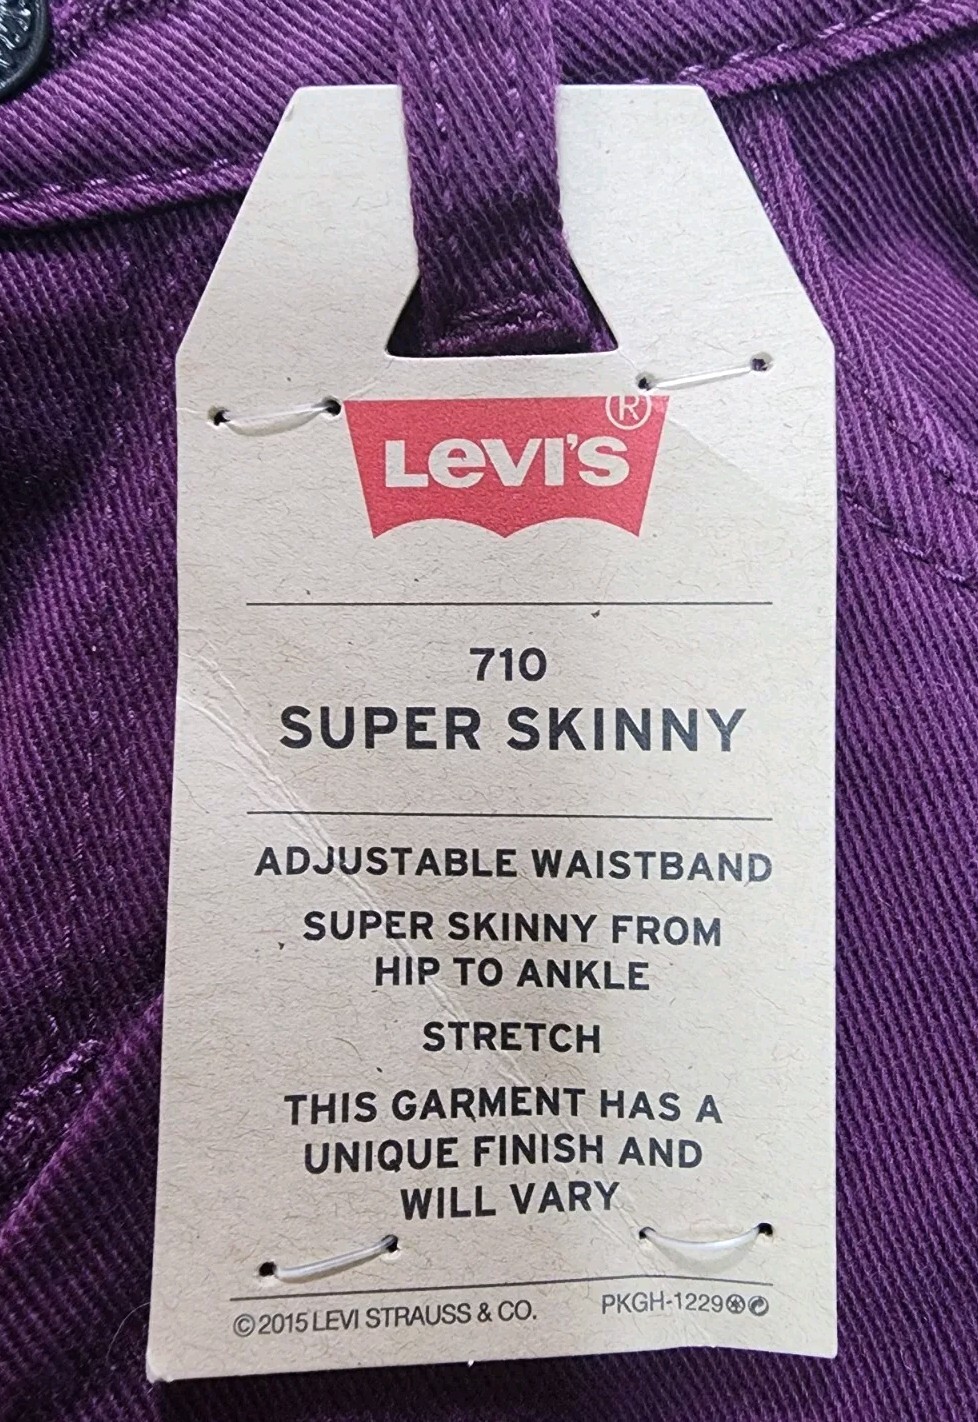 LEVI'S®
710
SUPER SKINNY
ADJUSTABLE WAISTBAND
SUPER SKINNY FROM
HIP TO ANKLE
STRETCH
THIS GARMENT HAS A
UNIQUE FINISH AND
WILL VARY
©2015 LEVI STRAUSS & CO. PKGH-1229